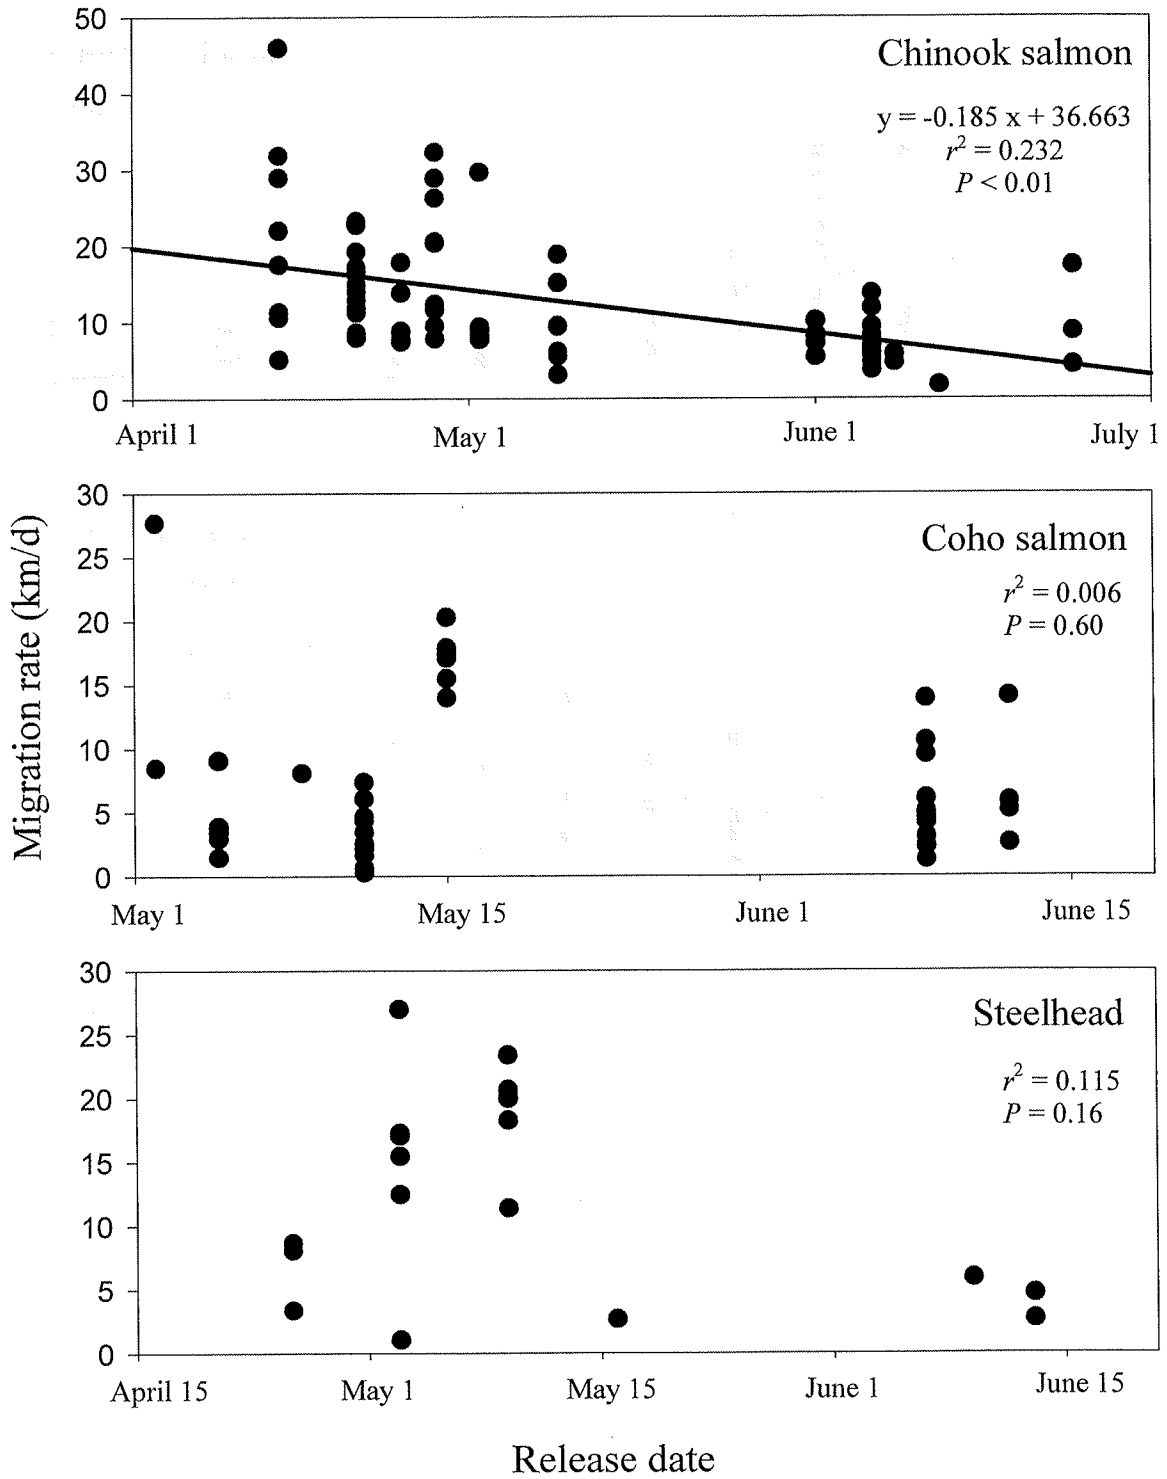 50
Chinook salmon
40
y = -0.185 x + 36.663
r² = 0.232
30
P < 0.01
20
10
0
April 1 May 1 June 1 July 1
30
Coho salmon
25
r² = 0.006
20
P = 0.60
15
10
5
0
May 1 May 15 June 1 June 15
Migration rate (km/d)
30
Steelhead
25
r² = 0.115
20
P = 0.16
15
10
5
0
April 15 May 1 May 15 June 1 June 15
Release date